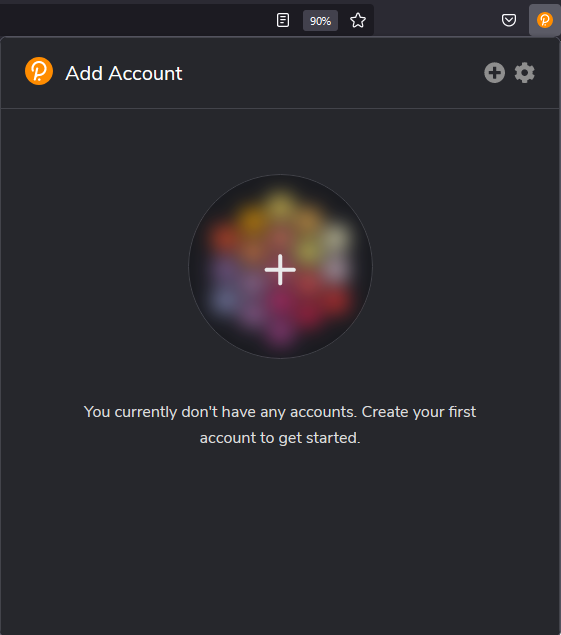 90%
Add Account
You currently don't have any accounts. Create your first
account to get started.